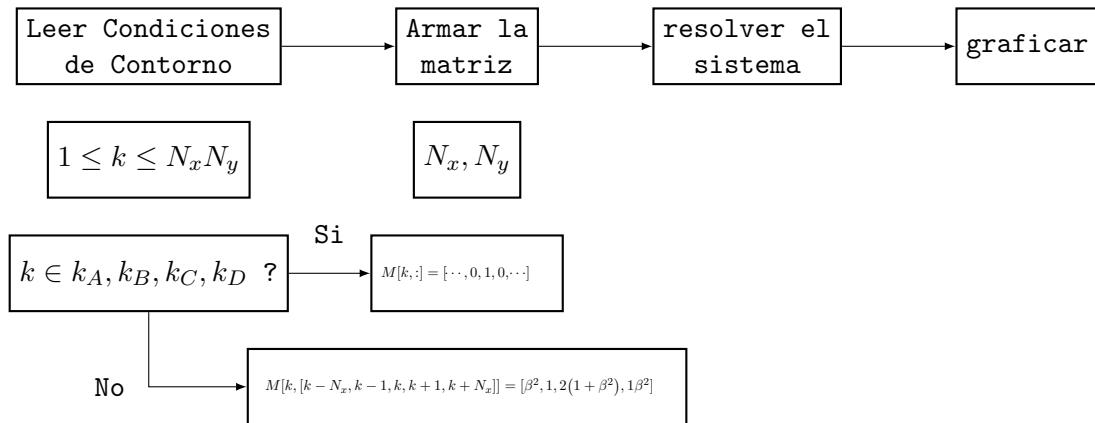 Leer Condiciones
de Contorno
Armar la
matriz
resolver el
sistema
graficar
1 ≤ k ≤ N_xN_y
N_x, N_y
k ∈ k_A, k_B, k_C, k_D ?
Si
M[k, :] = [··, 0, 1, 0, ···]
No
M[k, [k − N_x, k − 1, k, k + 1, k + N_x]] = [β², 1, 2(1 + β²), 1β²]